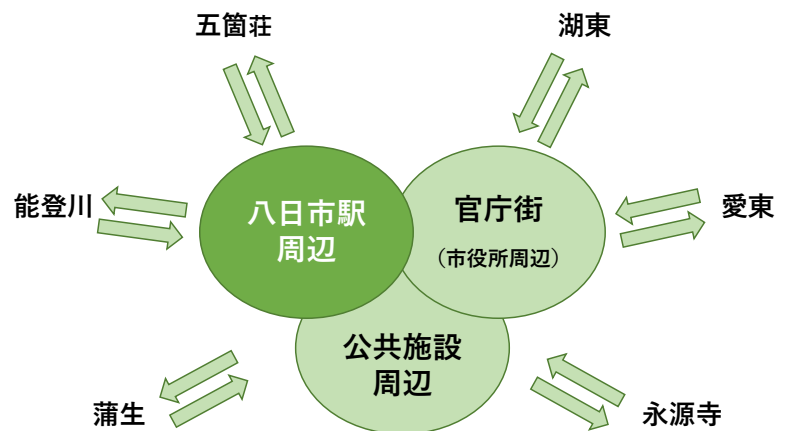 五箇荘
湖東
能登川
八日市駅
周辺
官庁街
（市役所周辺）
愛東
公共施設
周辺
蒲生
永源寺